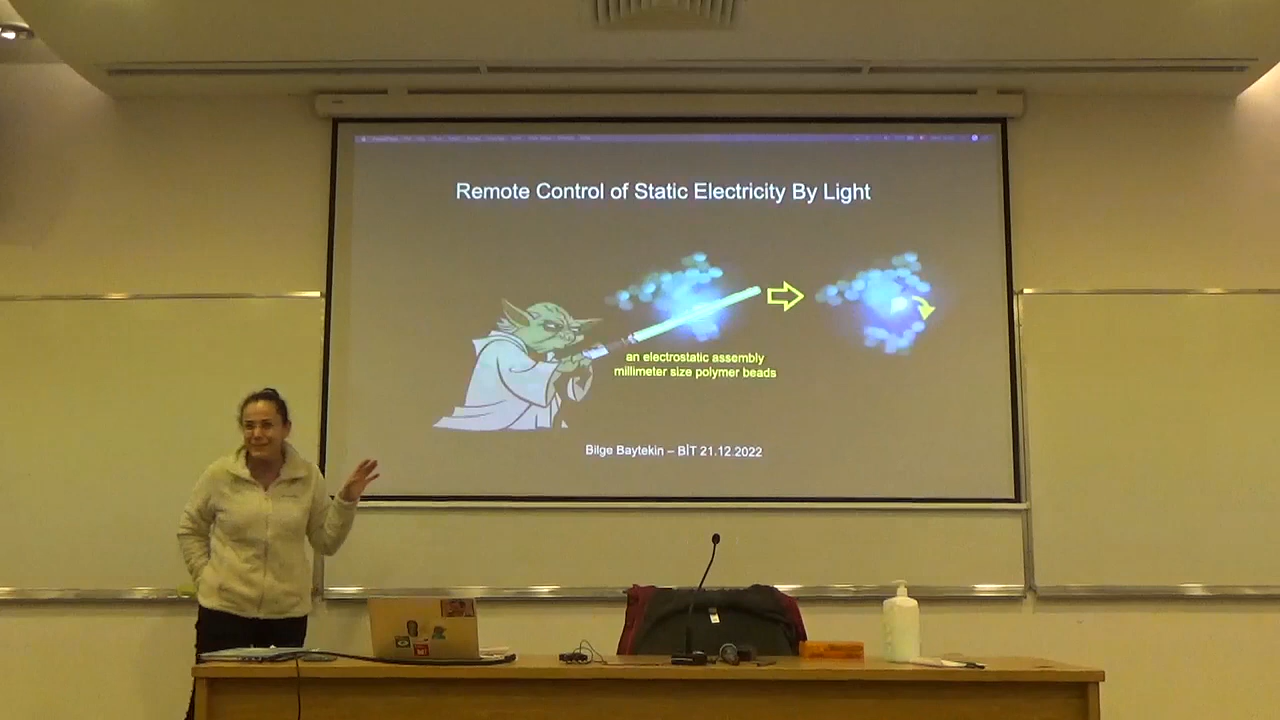 Remote Control of Static Electricity By Light
an electrostatic assembly
millimeter size polymer beads
Bilge Baytekin – BİT 21.12.2022